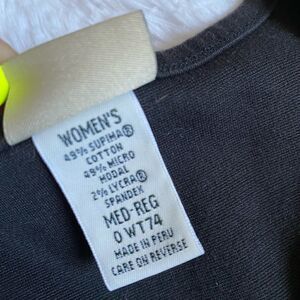 WOMEN'S
49% SUPIMA®
COTTON
49% MICRO
MODAL
2% LYCRA®
SPANDEX
MED-REG
0 WT74
MADE IN PERU
CARE ON REVERSE